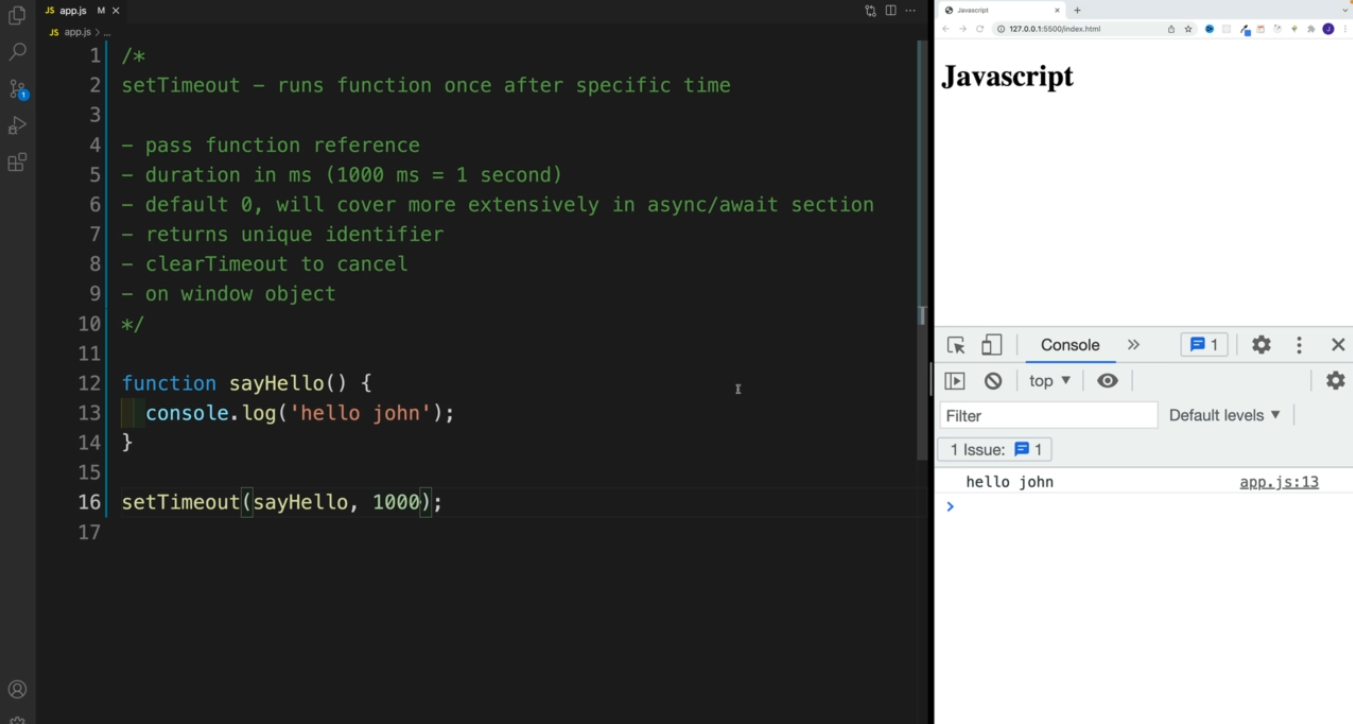 JS app.js M
JS app.js > ...
1 /*
2 setTimeout – runs function once after specific time
3
4 – pass function reference
5 – duration in ms (1000 ms = 1 second)
6 – default 0, will cover more extensively in async/await section
7 – returns unique identifier
8 – clearTimeout to cancel
9 – on window object
10 */
11
12 function sayHello() {
13 console.log('hello john');
14 }
15
16 setTimeout(sayHello, 1000);
17
1
Javascript
127.0.0.1:5500/index.html
J
Javascript
Console
1
top
Filter
Default levels
1 Issue: 1
hello john app.js:13